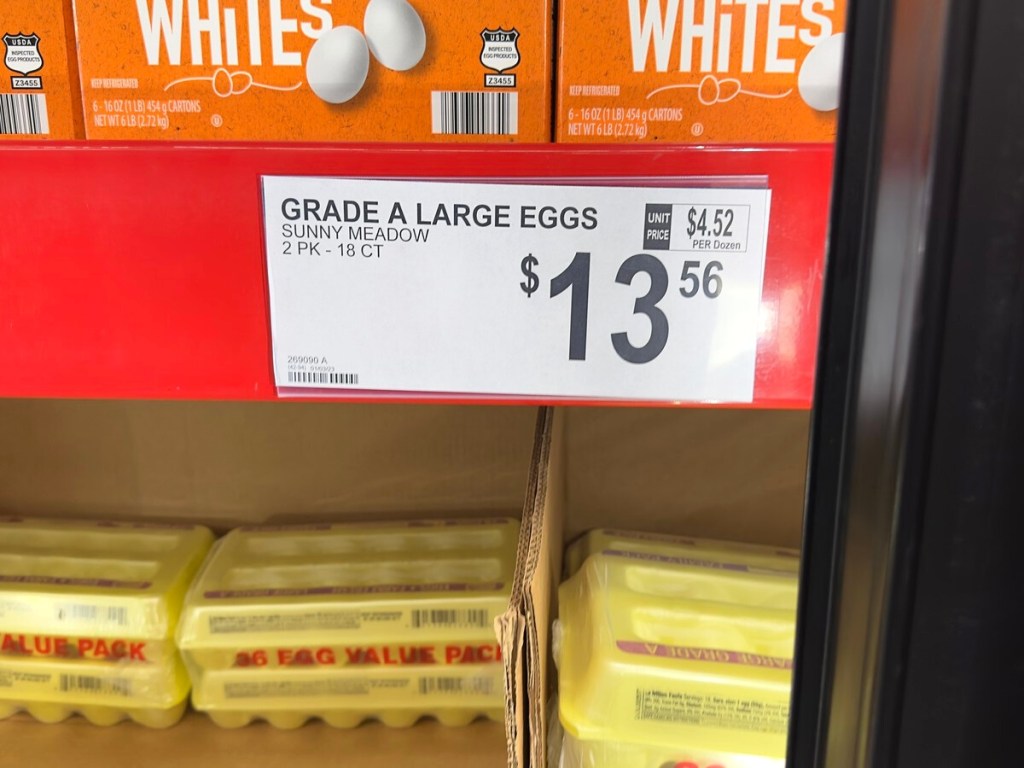 WHITES
USDA
INSPECTED
EGG PRODUCTS
Z3455
KEEP REFRIGERATED
6 - 16 OZ (1 LB) 454 g CARTONS
NET WT 6 LB (2.72 kg)
WHITES
USDA
INSPECTED
EGG PRODUCTS
Z3455
KEEP REFRIGERATED
6 - 16 OZ (1 LB) 454 g CARTONS
NET WT 6 LB (2.72 kg)
GRADE A LARGE EGGS
SUNNY MEADOW
2 PK - 18 CT
UNIT PRICE
$4.52
PER Dozen
$13 56
269090 A
ALUE PACK
36 EGG VALUE PACK
LARGE GRADE A